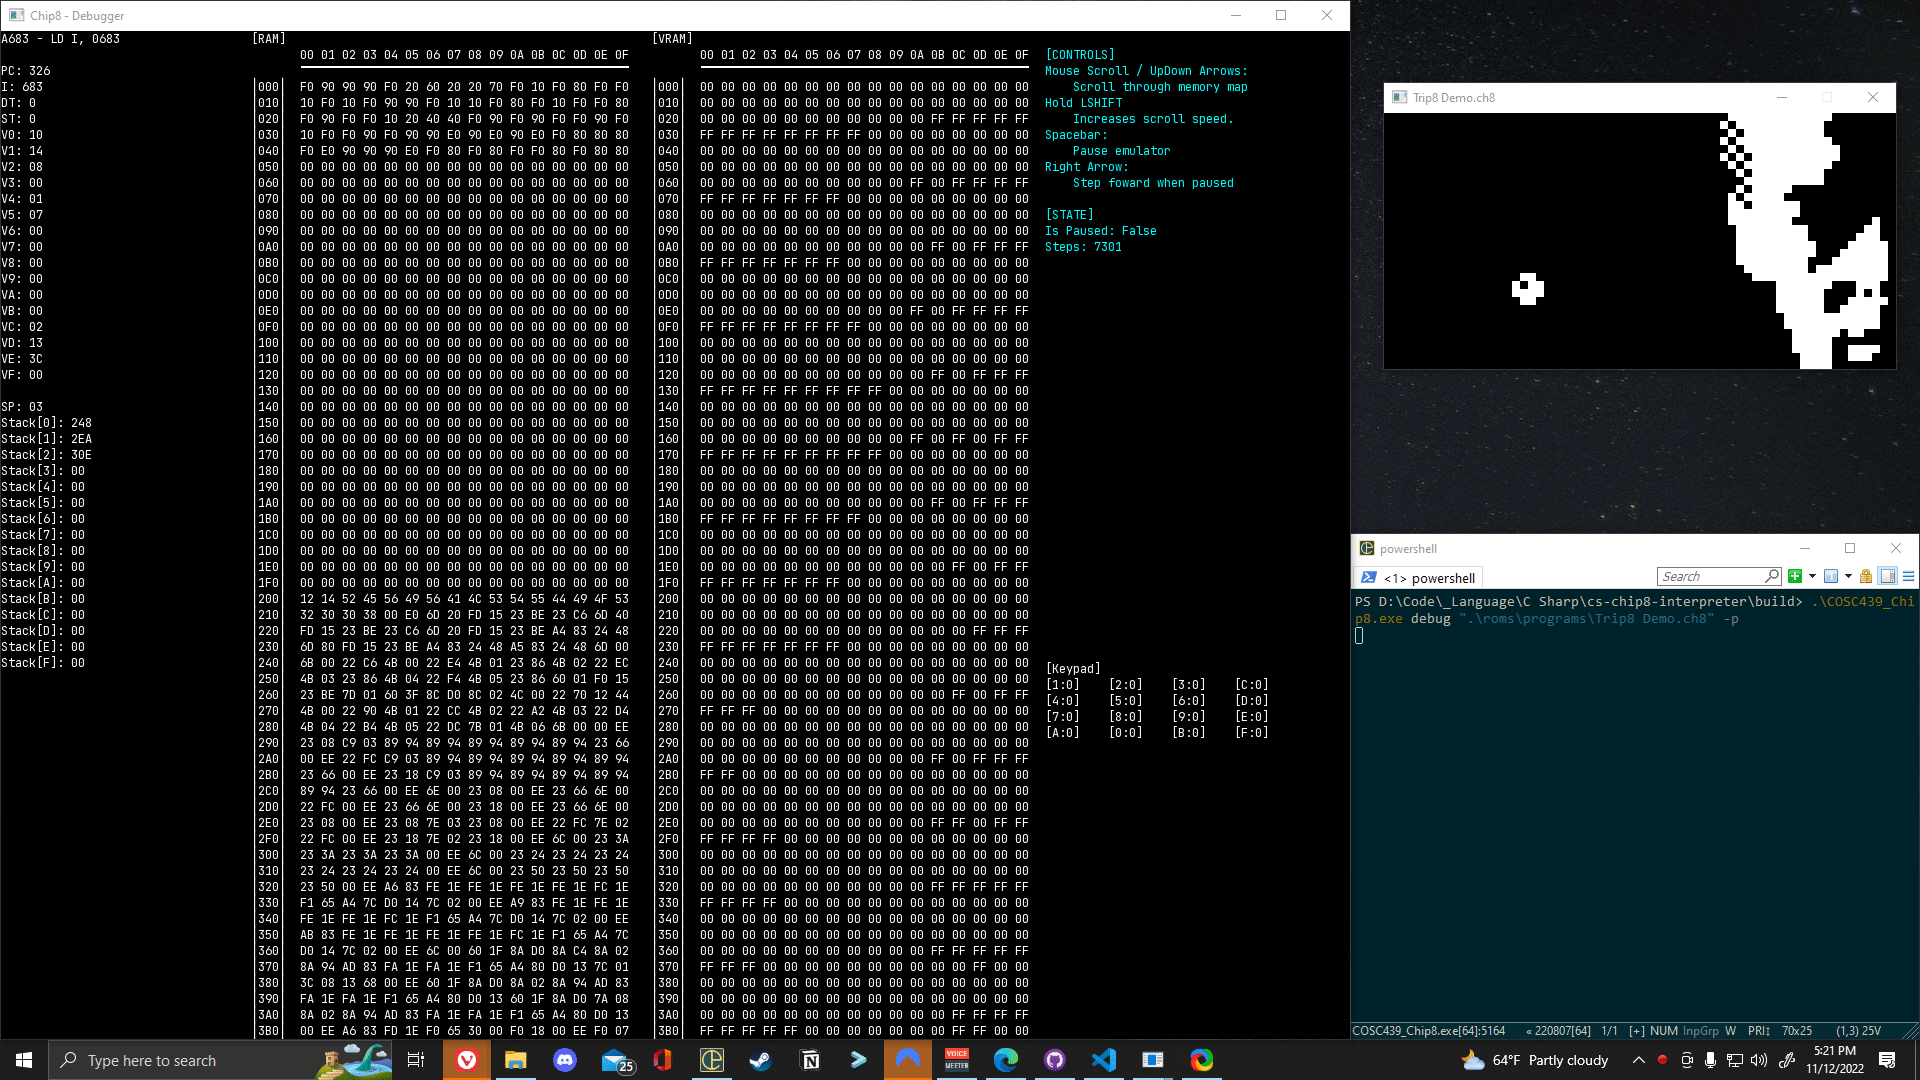 Chip8 - Debugger
A683 - LD I, 0683
PC: 326
I: 683
DT: 0
ST: 0
V0: 10
V1: 14
V2: 08
V3: 00
V4: 01
V5: 07
V6: 00
V7: 00
V8: 00
V9: 00
VA: 00
VB: 00
VC: 02
VD: 13
VE: 3C
VF: 00
SP: 03
Stack[0]: 248
Stack[1]: 2EA
Stack[2]: 30E
Stack[3]: 00
Stack[4]: 00
Stack[5]: 00
Stack[6]: 00
Stack[7]: 00
Stack[8]: 00
Stack[9]: 00
Stack[A]: 00
Stack[B]: 00
Stack[C]: 00
Stack[D]: 00
Stack[E]: 00
Stack[F]: 00
[RAM]
00 01 02 03 04 05 06 07 08 09 0A 0B 0C 0D 0E 0F
|000| F0 90 90 90 F0 20 60 20 20 70 F0 10 F0 80 F0 F0
|010| 10 F0 10 F0 90 90 F0 10 10 F0 80 F0 10 F0 F0 80
|020| F0 90 F0 F0 10 20 40 40 F0 90 F0 90 F0 F0 90 F0
|030| 10 F0 F0 90 F0 90 90 E0 90 E0 90 E0 F0 80 80 80
|040| F0 E0 90 90 90 E0 F0 80 F0 80 F0 F0 80 F0 80 80
|050| 00 00 00 00 00 00 00 00 00 00 00 00 00 00 00 00
|060| 00 00 00 00 00 00 00 00 00 00 00 00 00 00 00 00
|070| 00 00 00 00 00 00 00 00 00 00 00 00 00 00 00 00
|080| 00 00 00 00 00 00 00 00 00 00 00 00 00 00 00 00
|090| 00 00 00 00 00 00 00 00 00 00 00 00 00 00 00 00
|0A0| 00 00 00 00 00 00 00 00 00 00 00 00 00 00 00 00
|0B0| 00 00 00 00 00 00 00 00 00 00 00 00 00 00 00 00
|0C0| 00 00 00 00 00 00 00 00 00 00 00 00 00 00 00 00
|0D0| 00 00 00 00 00 00 00 00 00 00 00 00 00 00 00 00
|0E0| 00 00 00 00 00 00 00 00 00 00 00 00 00 00 00 00
|0F0| 00 00 00 00 00 00 00 00 00 00 00 00 00 00 00 00
|100| 00 00 00 00 00 00 00 00 00 00 00 00 00 00 00 00
|110| 00 00 00 00 00 00 00 00 00 00 00 00 00 00 00 00
|120| 00 00 00 00 00 00 00 00 00 00 00 00 00 00 00 00
|130| 00 00 00 00 00 00 00 00 00 00 00 00 00 00 00 00
|140| 00 00 00 00 00 00 00 00 00 00 00 00 00 00 00 00
|150| 00 00 00 00 00 00 00 00 00 00 00 00 00 00 00 00
|160| 00 00 00 00 00 00 00 00 00 00 00 00 00 00 00 00
|170| 00 00 00 00 00 00 00 00 00 00 00 00 00 00 00 00
|180| 00 00 00 00 00 00 00 00 00 00 00 00 00 00 00 00
|190| 00 00 00 00 00 00 00 00 00 00 00 00 00 00 00 00
|1A0| 00 00 00 00 00 00 00 00 00 00 00 00 00 00 00 00
|1B0| 00 00 00 00 00 00 00 00 00 00 00 00 00 00 00 00
|1C0| 00 00 00 00 00 00 00 00 00 00 00 00 00 00 00 00
|1D0| 00 00 00 00 00 00 00 00 00 00 00 00 00 00 00 00
|1E0| 00 00 00 00 00 00 00 00 00 00 00 00 00 00 00 00
|1F0| 00 00 00 00 00 00 00 00 00 00 00 00 00 00 00 00
|200| 12 14 52 45 56 49 56 41 4C 53 54 55 44 49 4F 53
|210| 32 30 30 38 00 E0 6D 20 FD 15 23 BE 23 C6 6D 40
|220| FD 15 23 BE 23 C6 6D 20 FD 15 23 BE A4 83 24 48
|230| 6D 80 FD 15 23 BE A4 83 24 48 A5 83 24 48 6D 00
|240| 6B 00 22 C6 4B 00 22 E4 4B 01 23 86 4B 02 22 EC
|250| 4B 03 23 86 4B 04 22 F4 4B 05 23 86 60 01 F0 15
|260| 23 BE 7D 01 60 3F 8C D0 8C 02 4C 00 22 70 12 44
|270| 4B 00 22 90 4B 01 22 CC 4B 02 22 A2 4B 03 22 D4
|280| 4B 04 22 B4 4B 05 22 DC 7B 01 4B 06 6B 00 00 EE
|290| 23 08 C9 03 89 94 89 94 89 94 89 94 89 94 23 66
|2A0| 00 EE 22 FC C9 03 89 94 89 94 89 94 89 94 89 94
|2B0| 23 66 00 EE 23 18 C9 03 89 94 89 94 89 94 89 94
|2C0| 89 94 23 66 00 EE 6E 00 23 08 00 EE 23 66 6E 00
|2D0| 22 FC 00 EE 23 66 6E 00 23 18 00 EE 23 66 6E 00
|2E0| 23 08 00 EE 23 08 7E 03 23 08 00 EE 22 FC 7E 02
|2F0| 22 FC 00 EE 23 18 7E 02 23 18 00 EE 6C 00 23 3A
|300| 23 3A 23 3A 23 3A 00 EE 6C 00 23 24 23 24 23 24
|310| 23 24 23 24 23 24 00 EE 6C 00 23 50 23 50 23 50
|320| 23 50 00 EE A6 83 FE 1E FE 1E FE 1E FE 1E FC 1E
|330| F1 65 A4 7C D0 14 7C 02 00 EE A9 83 FE 1E FE 1E
|340| FE 1E FE 1E FC 1E F1 65 A4 7C D0 14 7C 02 00 EE
|350| AB 83 FE 1E FE 1E FE 1E FE 1E FC 1E F1 65 A4 7C
|360| D0 14 7C 02 00 EE 6C 00 60 1F 8A D0 8A C4 8A 02
|370| 8A 94 AD 83 FA 1E FA 1E F1 65 A4 80 D0 13 7C 01
|380| 3C 08 13 68 00 EE 60 1F 8A D0 8A 02 8A 94 AD 83
|390| FA 1E FA 1E F1 65 A4 80 D0 13 60 1F 8A D0 7A 08
|3A0| 8A 02 8A 94 AD 83 FA 1E FA 1E F1 65 A4 80 D0 13
|3B0| 00 EE A6 83 FD 1E F0 65 30 00 F0 18 00 EE F0 07
[VRAM]
00 01 02 03 04 05 06 07 08 09 0A 0B 0C 0D 0E 0F
|000| 00 00 00 00 00 00 00 00 00 00 00 00 00 00 00 00
|010| 00 00 00 00 00 00 00 00 00 00 00 00 00 00 00 00
|020| 00 00 00 00 00 00 00 00 00 00 00 FF FF FF FF FF
|030| FF FF FF FF FF FF FF FF 00 00 00 00 00 00 00 00
|040| 00 00 00 00 00 00 00 00 00 00 00 00 00 00 00 00
|050| 00 00 00 00 00 00 00 00 00 00 00 00 00 00 00 00
|060| 00 00 00 00 00 00 00 00 00 00 FF 00 FF FF FF FF
|070| FF FF FF FF FF FF FF 00 00 00 00 00 00 00 00 00
|080| 00 00 00 00 00 00 00 00 00 00 00 00 00 00 00 00
|090| 00 00 00 00 00 00 00 00 00 00 00 00 00 00 00 00
|0A0| 00 00 00 00 00 00 00 00 00 00 00 FF 00 FF FF FF
|0B0| FF FF FF FF FF FF FF 00 00 00 00 00 00 00 00 00
|0C0| 00 00 00 00 00 00 00 00 00 00 00 00 00 00 00 00
|0D0| 00 00 00 00 00 00 00 00 00 00 00 00 00 00 00 00
|0E0| 00 00 00 00 00 00 00 00 00 00 FF 00 FF FF FF FF
|0F0| FF FF FF FF FF FF FF FF 00 00 00 00 00 00 00 00
|100| 00 00 00 00 00 00 00 00 00 00 00 00 00 00 00 00
|110| 00 00 00 00 00 00 00 00 00 00 00 00 00 00 00 00
|120| 00 00 00 00 00 00 00 00 00 00 00 FF 00 FF FF FF
|130| FF FF FF FF FF FF FF FF FF 00 00 00 00 00 00 00
|140| 00 00 00 00 00 00 00 00 00 00 00 00 00 00 00 00
|150| 00 00 00 00 00 00 00 00 00 00 00 00 00 00 00 00
|160| 00 00 00 00 00 00 00 00 00 00 FF 00 FF 00 FF FF
|170| FF FF FF FF FF FF FF FF FF 00 00 00 00 00 00 00
|180| 00 00 00 00 00 00 00 00 00 00 00 00 00 00 00 00
|190| 00 00 00 00 00 00 00 00 00 00 00 00 00 00 00 00
|1A0| 00 00 00 00 00 00 00 00 00 00 00 FF 00 FF FF FF
|1B0| FF FF FF FF FF FF FF FF 00 00 00 00 00 00 00 00
|1C0| 00 00 00 00 00 00 00 00 00 00 00 00 00 00 00 00
|1D0| 00 00 00 00 00 00 00 00 00 00 00 00 00 00 00 00
|1E0| 00 00 00 00 00 00 00 00 00 00 00 00 FF 00 FF FF
|1F0| FF FF FF FF FF FF FF 00 00 00 00 00 00 00 00 00
|200| 00 00 00 00 00 00 00 00 00 00 00 00 00 00 00 00
|210| 00 00 00 00 00 00 00 00 00 00 00 00 00 00 00 00
|220| 00 00 00 00 00 00 00 00 00 00 00 00 00 FF FF FF
|230| FF FF FF FF FF FF FF 00 00 00 00 00 00 00 00 00
|240| 00 00 00 00 00 00 00 00 00 00 00 00 00 00 00 00
|250| 00 00 00 00 00 00 00 00 00 00 00 00 00 00 00 00
|260| 00 00 00 00 00 00 00 00 00 00 00 00 FF 00 FF FF
|270| FF FF FF 00 00 00 00 00 00 00 00 00 00 00 00 00
|280| 00 00 00 00 00 00 00 00 00 00 00 00 00 00 00 00
|290| 00 00 00 00 00 00 00 00 00 00 00 00 00 00 00 00
|2A0| 00 00 00 00 00 00 00 00 00 00 00 FF 00 FF FF FF
|2B0| FF FF 00 00 00 00 00 00 00 00 00 00 00 00 00 00
|2C0| 00 00 00 00 00 00 00 00 00 00 00 00 00 00 00 00
|2D0| 00 00 00 00 00 00 00 00 00 00 00 00 00 00 00 00
|2E0| 00 00 00 00 00 00 00 00 00 00 00 FF FF 00 FF FF
|2F0| FF FF FF FF 00 00 00 00 00 00 00 00 00 00 00 00
|300| 00 00 00 00 00 00 00 00 00 00 00 00 00 00 00 00
|310| 00 00 00 00 00 00 00 00 00 00 00 00 00 00 00 00
|320| 00 00 00 00 00 00 00 00 00 00 00 FF FF FF FF FF
|330| FF FF FF FF 00 00 00 00 00 00 00 00 00 00 00 00
|340| 00 00 00 00 00 00 00 00 00 00 00 00 00 00 00 00
|350| 00 00 00 00 00 00 00 00 00 00 00 00 00 00 00 00
|360| 00 00 00 00 00 00 00 00 00 00 00 FF FF FF FF FF
|370| FF FF FF 00 00 00 00 00 00 00 00 00 00 FF 00 00
|380| 00 00 00 00 00 00 00 00 00 00 00 00 00 00 00 00
|390| 00 00 00 00 00 00 00 00 00 00 00 00 00 00 00 00
|3A0| 00 00 00 00 00 00 00 00 00 00 00 00 FF FF FF FF
|3B0| FF FF FF FF FF 00 00 00 00 00 00 00 FF FF 00 00
[CONTROLS]
Mouse Scroll / UpDown Arrows:
Scroll through memory map
Hold LSHIFT
Increases scroll speed.
Spacebar:
Pause emulator
Right Arrow:
Step foward when paused
[STATE]
Is Paused: False
Steps: 7301
[Keypad]
[1:0] [2:0] [3:0] [C:0]
[4:0] [5:0] [6:0] [D:0]
[7:0] [8:0] [9:0] [E:0]
[A:0] [0:0] [B:0] [F:0]
Trip8 Demo.ch8
powershell
<1> powershell
Search
PS D:\Code\_Language\C Sharp\cs-chip8-interpreter\build> .\COSC439_Chi
p8.exe debug ".\roms\programs\Trip8 Demo.ch8" -p
COSC439_Chip8.exe[64]:5164 « 220807[64] 1/1 [+] NUM InpGrp W PRI↕ 70x25 (1,3) 25V
Type here to search
25
VOICE
MEETER
64°F Partly cloudy
5:21 PM
11/12/2022